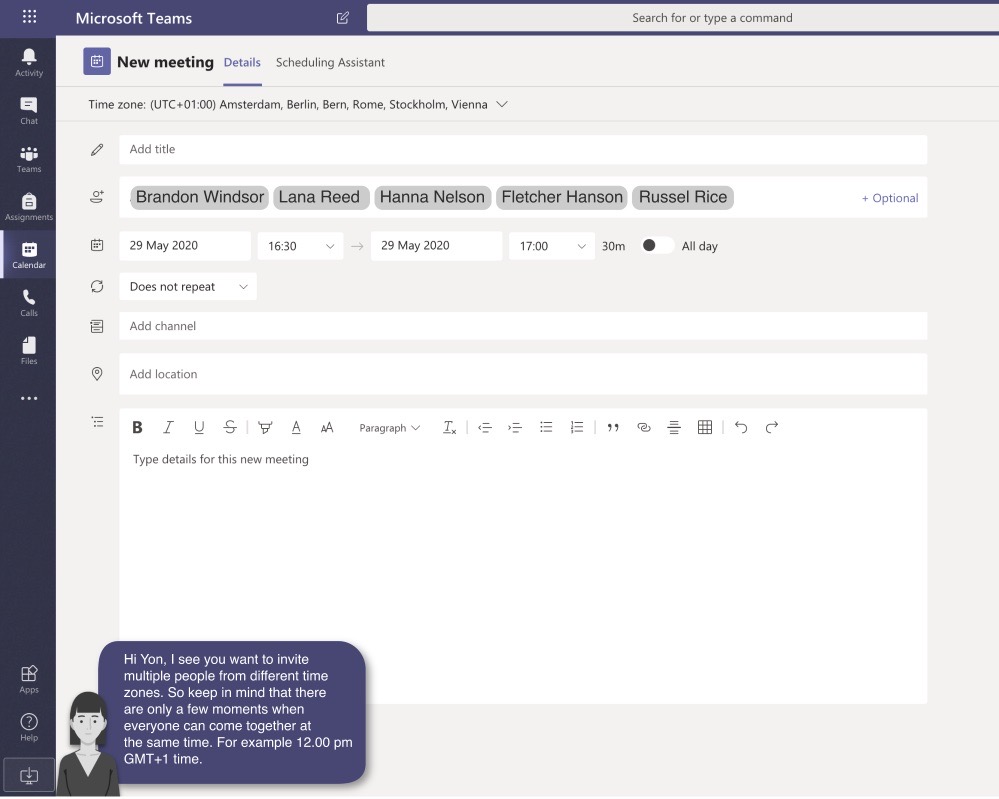 Microsoft Teams
Search for or type a command
Activity
Chat
Teams
Assignments
Calendar
Calls
Files
Apps
Help
New meeting Details Scheduling Assistant
Time zone: (UTC+01:00) Amsterdam, Berlin, Bern, Rome, Stockholm, Vienna
Add title
Brandon Windsor Lana Reed Hanna Nelson Fletcher Hanson Russel Rice + Optional
29 May 2020 16:30 → 29 May 2020 17:00 30m All day
Does not repeat
Add channel
Add location
B I U S A AA Paragraph Tx
Type details for this new meeting
Hi Yon, I see you want to invite
multiple people from different time
zones. So keep in mind that there
are only a few moments when
everyone can come together at
the same time. For example 12.00 pm
GMT+1 time.